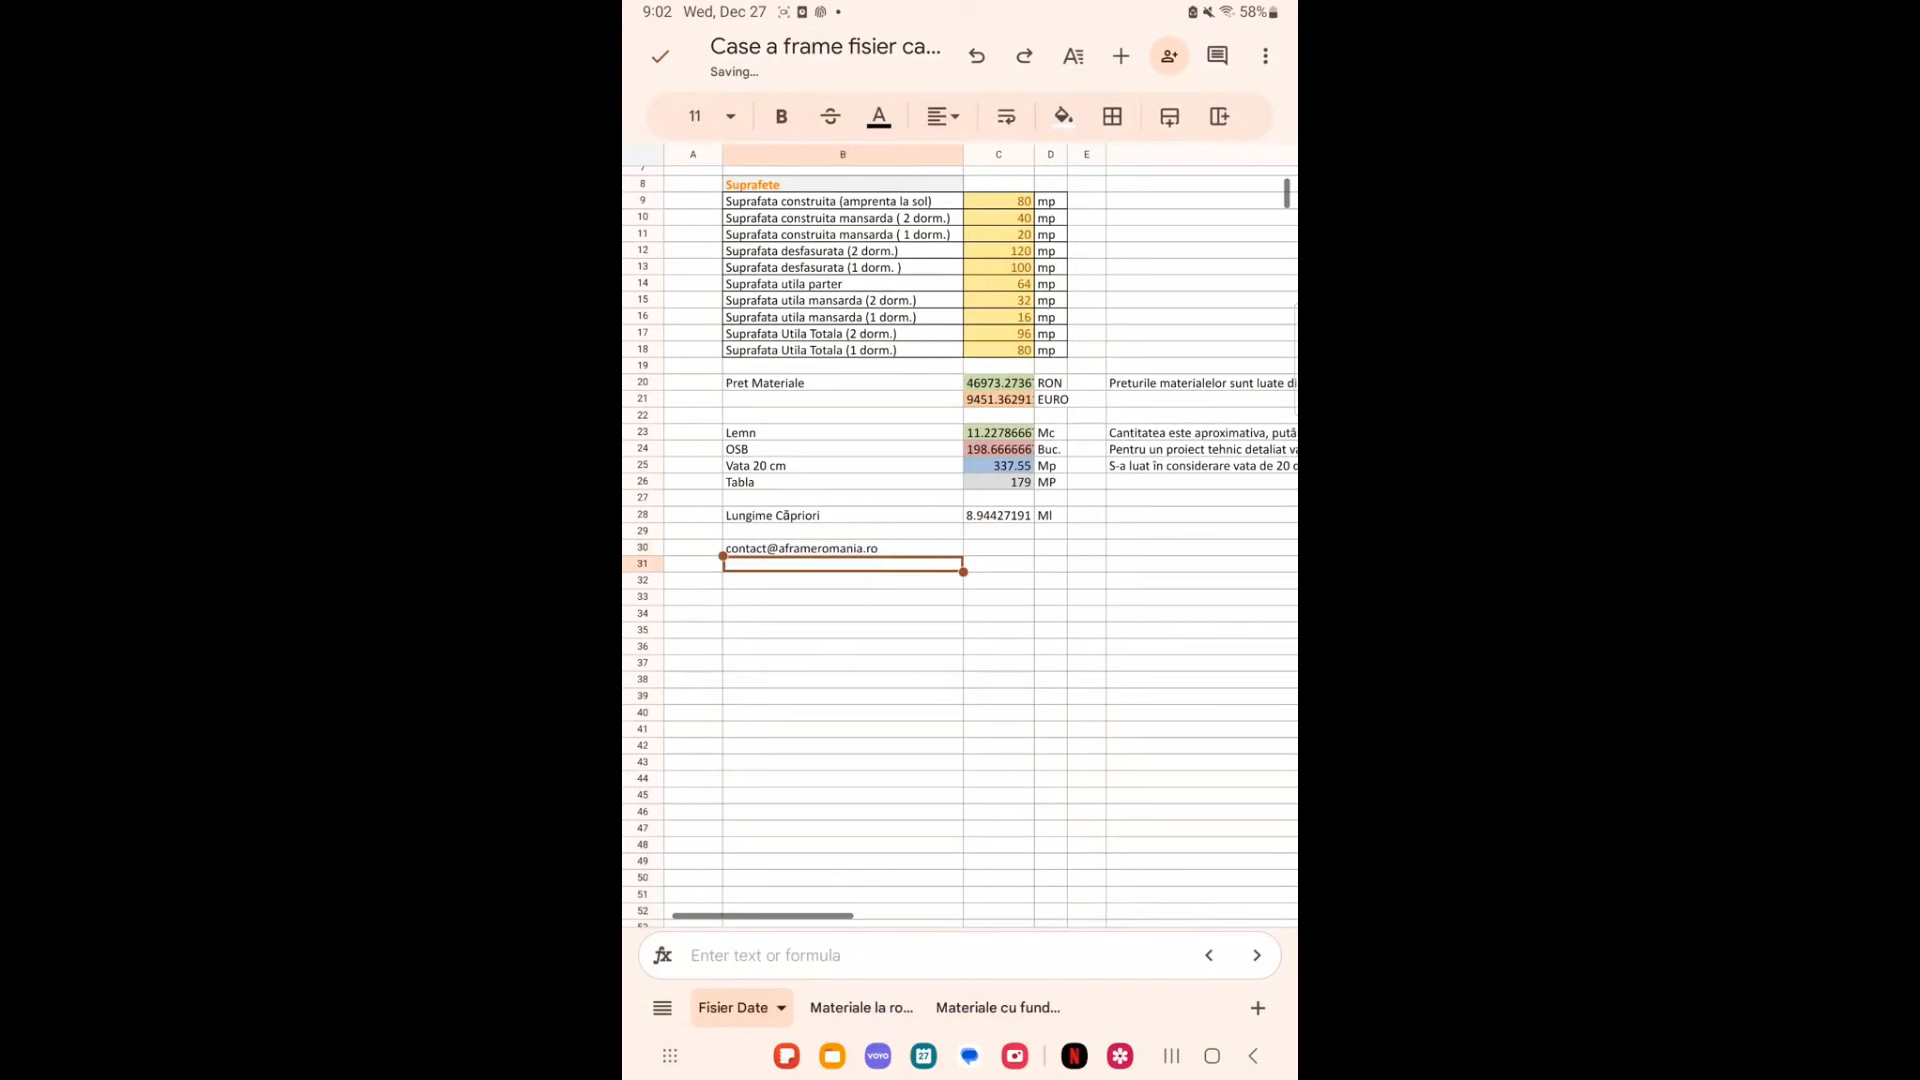 9:02 Wed, Dec 27 58%
Case a frame fisier ca...
Saving...
11 B S A
A B C D E
7
8 Suprafete
9 Suprafata construita (amprenta la sol) 80 mp
10 Suprafata construita mansarda ( 2 dorm.) 40 mp
11 Suprafata construita mansarda ( 1 dorm.) 20 mp
12 Suprafata desfasurata (2 dorm.) 120 mp
13 Suprafata desfasurata (1 dorm. ) 100 mp
14 Suprafata utila parter 64 mp
15 Suprafata utila mansarda (2 dorm.) 32 mp
16 Suprafata utila mansarda (1 dorm.) 16 mp
17 Suprafata Utila Totala (2 dorm.) 96 mp
18 Suprafata Utila Totala (1 dorm.) 80 mp
19
20 Pret Materiale 46973.2736 RON Preturile materialelor sunt luate di
21 9451.36291 EURO
22
23 Lemn 11.2278666 Mc Cantitatea este aproximativa, pută
24 OSB 198.666666 Buc. Pentru un proiect tehnic detaliat va
25 Vata 20 cm 337.55 Mp S-a luat în considerare vata de 20
26 Tabla 179 MP
27
28 Lungime Căpriori 8.94427191 Ml
29
30 contact@aframeromania.ro
31
32
33
34
35
36
37
38
39
40
41
42
43
44
45
46
47
48
49
50
51
52
fx Enter text or formula
Fisier Date Materiale la ro... Materiale cu fund...
VOYO 27 N